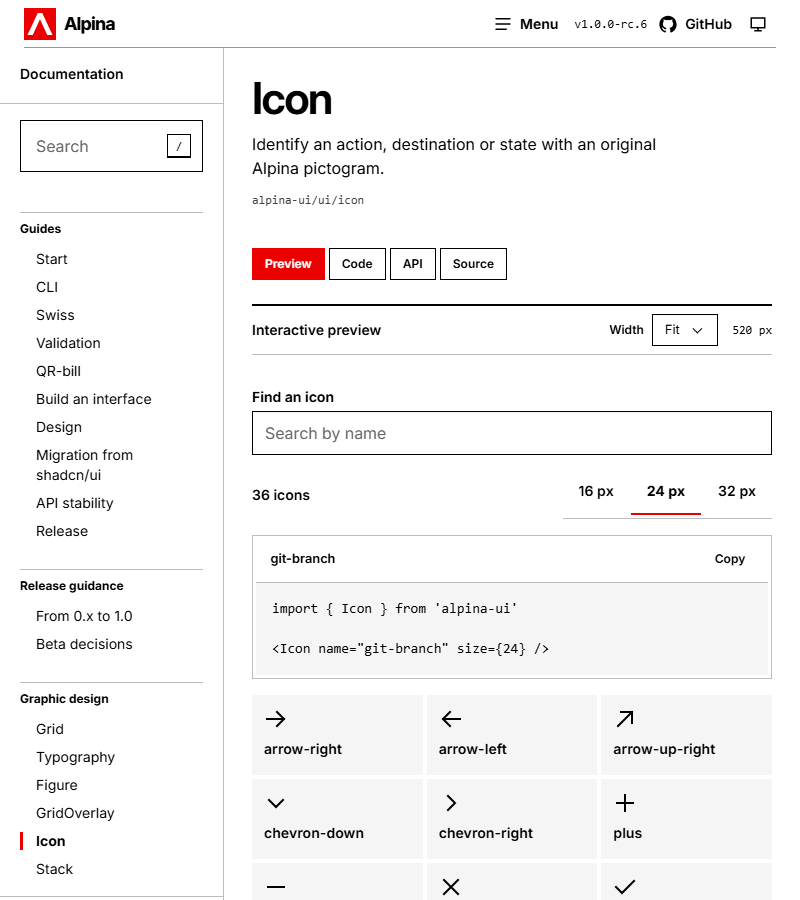 Alpina
Menu
v1.0.0-rc.6
GitHub
Documentation
Search
/
Guides
Start
CLI
Swiss
Validation
QR-bill
Build an interface
Design
Migration from
shadcn/ui
API stability
Release
Release guidance
From 0.x to 1.0
Beta decisions
Graphic design
Grid
Typography
Figure
GridOverlay
Icon
Stack
Icon
Identify an action, destination or state with an original
Alpina pictogram.
alpina-ui/ui/icon
Preview
Code
API
Source
Interactive preview
Width
Fit
520 px
Find an icon
Search by name
36 icons
16 px
24 px
32 px
git-branch
Copy
import { Icon } from 'alpina-ui'
<Icon name="git-branch" size={24} />
arrow-right
arrow-left
arrow-up-right
chevron-down
chevron-right
plus